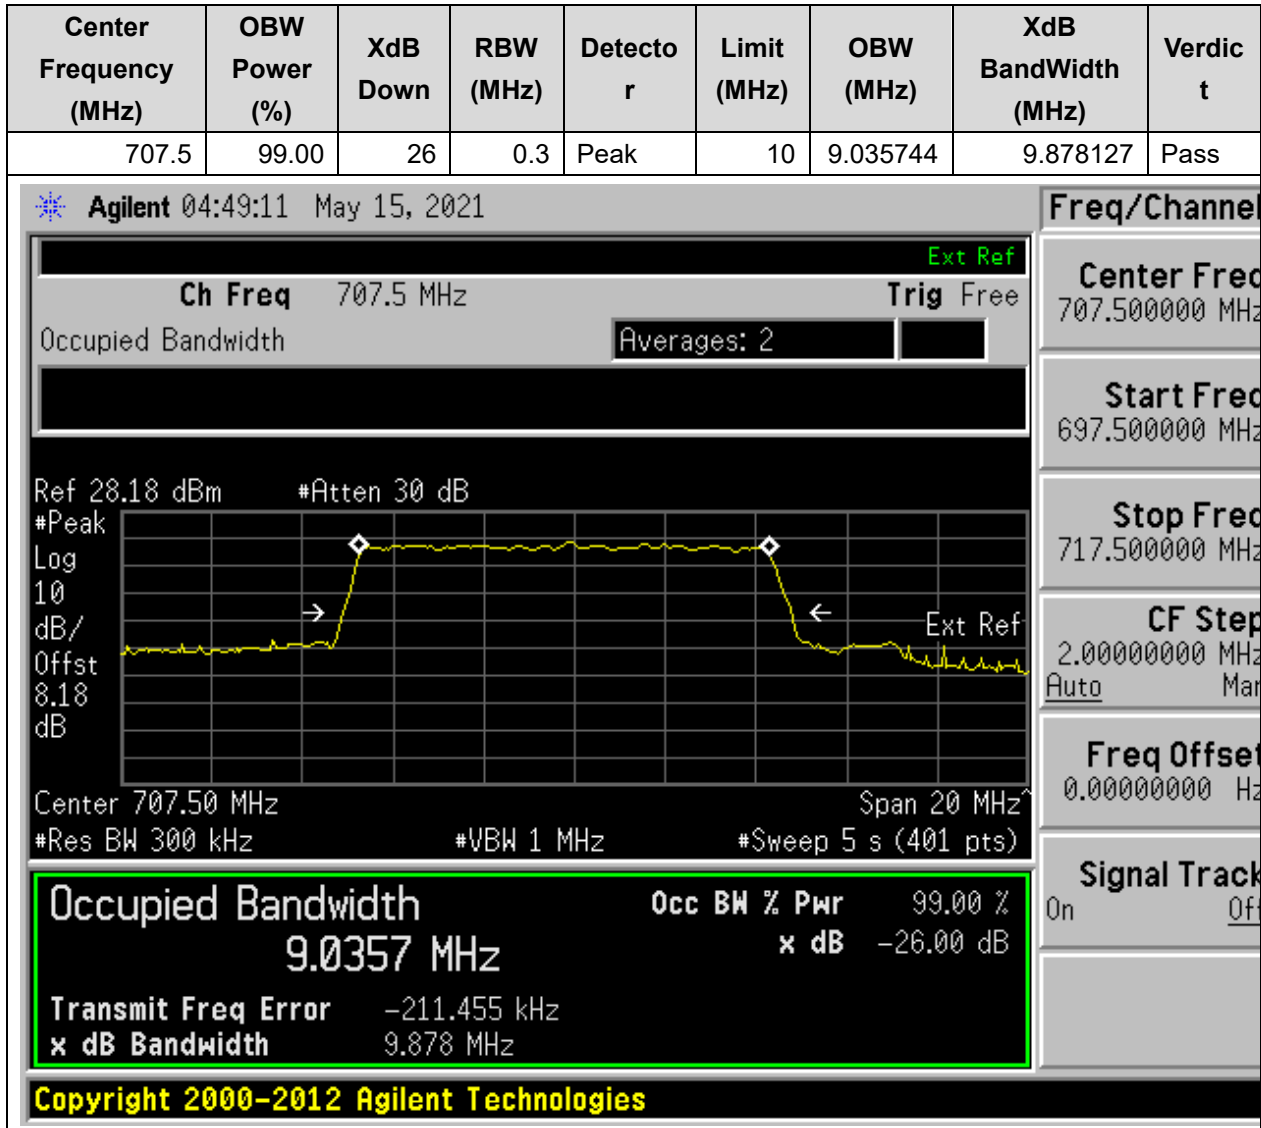 Center Frequency (MHz) OBW Power (%) XdB Down RBW (MHz) Detecto r Limit (MHz) OBW (MHz) XdB BandWidth (MHz) Verdic t
707.5 99.00 26 0.3 Peak 10 9.035744 9.878127 Pass
Agilent 04:49:11 May 15, 2021
Freq/Channel
Ext Ref
Ch Freq 707.5 MHz Trig Free
Occupied Bandwidth Averages: 2
Center Freq
707.500000 MHz
Start Freq
697.500000 MHz
Stop Freq
717.500000 MHz
CF Step
2.00000000 MHz
Auto Man
Freq Offset
0.00000000 Hz
Signal Track
On Off
Ref 28.18 dBm #Atten 30 dB
#Peak
Log
10
dB/
Offst
8.18
dB
Ext Ref
Center 707.50 MHz Span 20 MHz^
#Res BW 300 kHz #VBW 1 MHz #Sweep 5 s (401 pts)
Occupied Bandwidth
9.0357 MHz
Occ BW % Pwr 99.00 %
x dB -26.00 dB
Transmit Freq Error -211.455 kHz
x dB Bandwidth 9.878 MHz
Copyright 2000-2012 Agilent Technologies